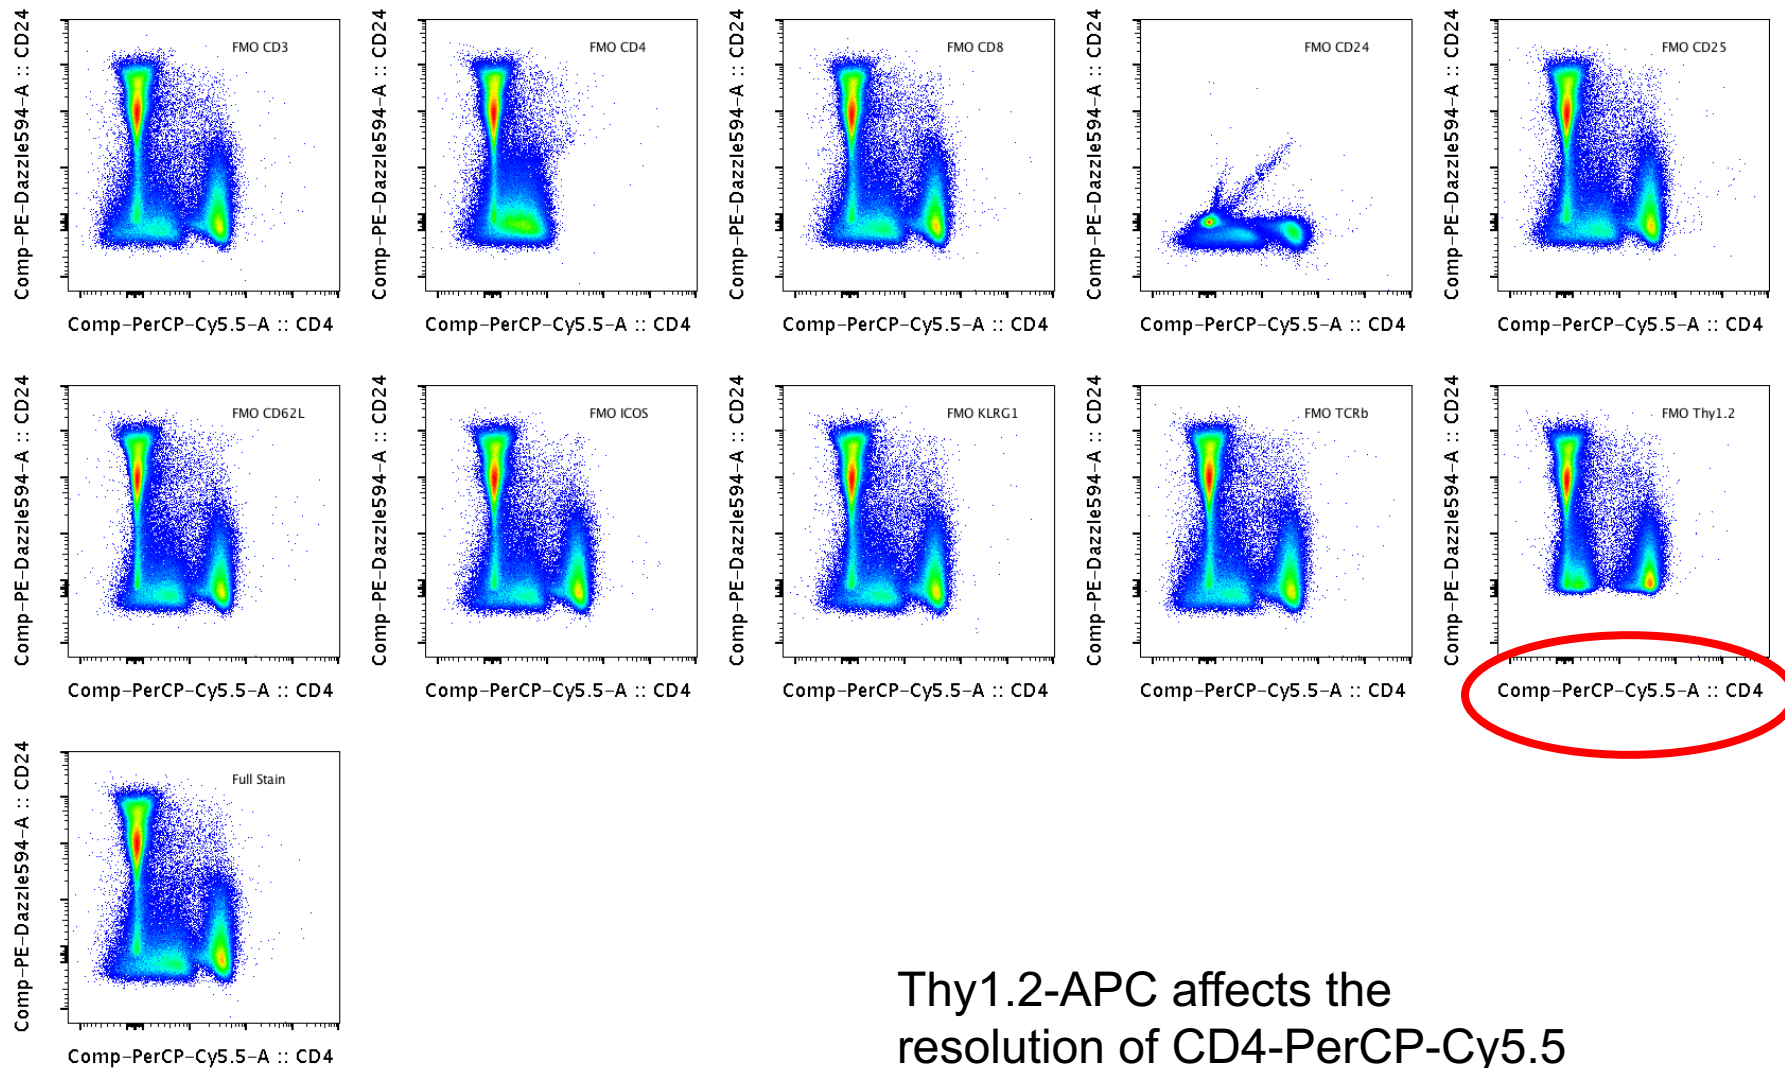 FMO CD3
Comp-PE-Dazzle594-A :: CD24
Comp-PerCP-Cy5.5-A :: CD4
FMO CD4
Comp-PE-Dazzle594-A :: CD24
Comp-PerCP-Cy5.5-A :: CD4
FMO CD8
Comp-PE-Dazzle594-A :: CD24
Comp-PerCP-Cy5.5-A :: CD4
FMO CD24
Comp-PE-Dazzle594-A :: CD24
Comp-PerCP-Cy5.5-A :: CD4
FMO CD25
Comp-PE-Dazzle594-A :: CD24
Comp-PerCP-Cy5.5-A :: CD4
FMO CD62L
Comp-PE-Dazzle594-A :: CD24
Comp-PerCP-Cy5.5-A :: CD4
FMO ICOS
Comp-PE-Dazzle594-A :: CD24
Comp-PerCP-Cy5.5-A :: CD4
FMO KLRG1
Comp-PE-Dazzle594-A :: CD24
Comp-PerCP-Cy5.5-A :: CD4
FMO TCRb
Comp-PE-Dazzle594-A :: CD24
Comp-PerCP-Cy5.5-A :: CD4
FMO Thy1.2
Comp-PE-Dazzle594-A :: CD24
Comp-PerCP-Cy5.5-A :: CD4
Full Stain
Comp-PE-Dazzle594-A :: CD24
Comp-PerCP-Cy5.5-A :: CD4
Thy1.2-APC affects the
resolution of CD4-PerCP-Cy5.5